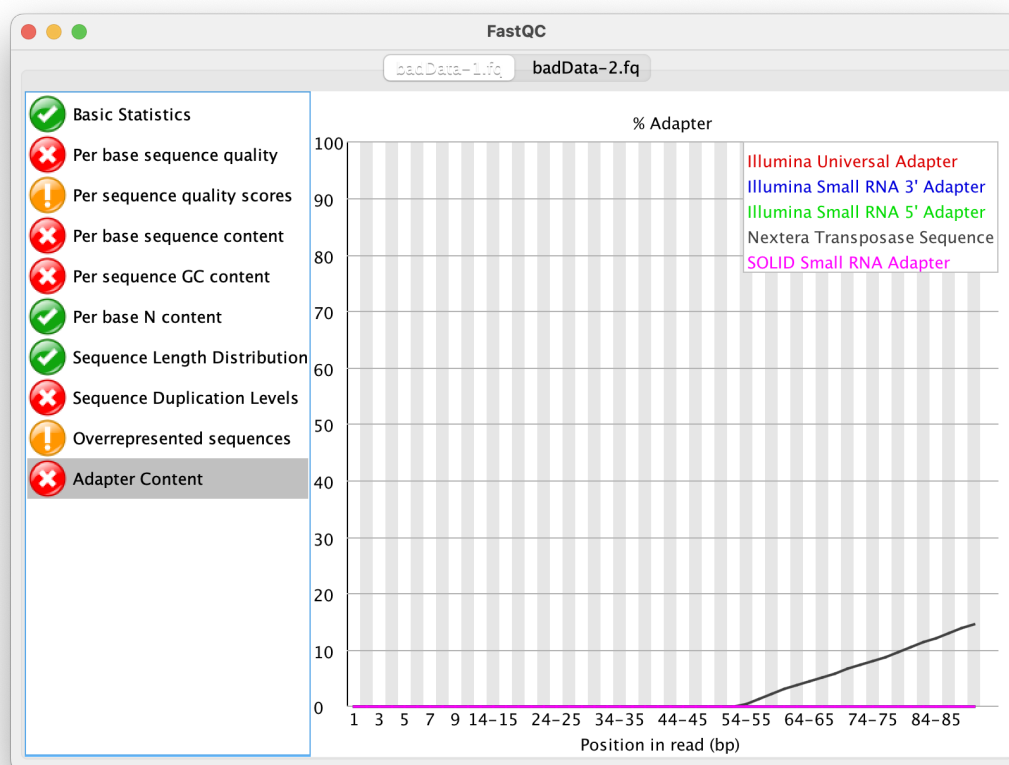 FastQC
badData-1.fq
badData-2.fq
Basic Statistics
Per base sequence quality
Per sequence quality scores
Per base sequence content
Per sequence GC content
Per base N content
Sequence Length Distribution
Sequence Duplication Levels
Overrepresented sequences
Adapter Content
% Adapter
Illumina Universal Adapter
Illumina Small RNA 3' Adapter
Illumina Small RNA 5' Adapter
Nextera Transposase Sequence
SOLID Small RNA Adapter
100
90
80
70
60
50
40
30
20
10
0
1 3 5 7 9 14-15 24-25 34-35 44-45 54-55 64-65 74-75 84-85
Position in read (bp)